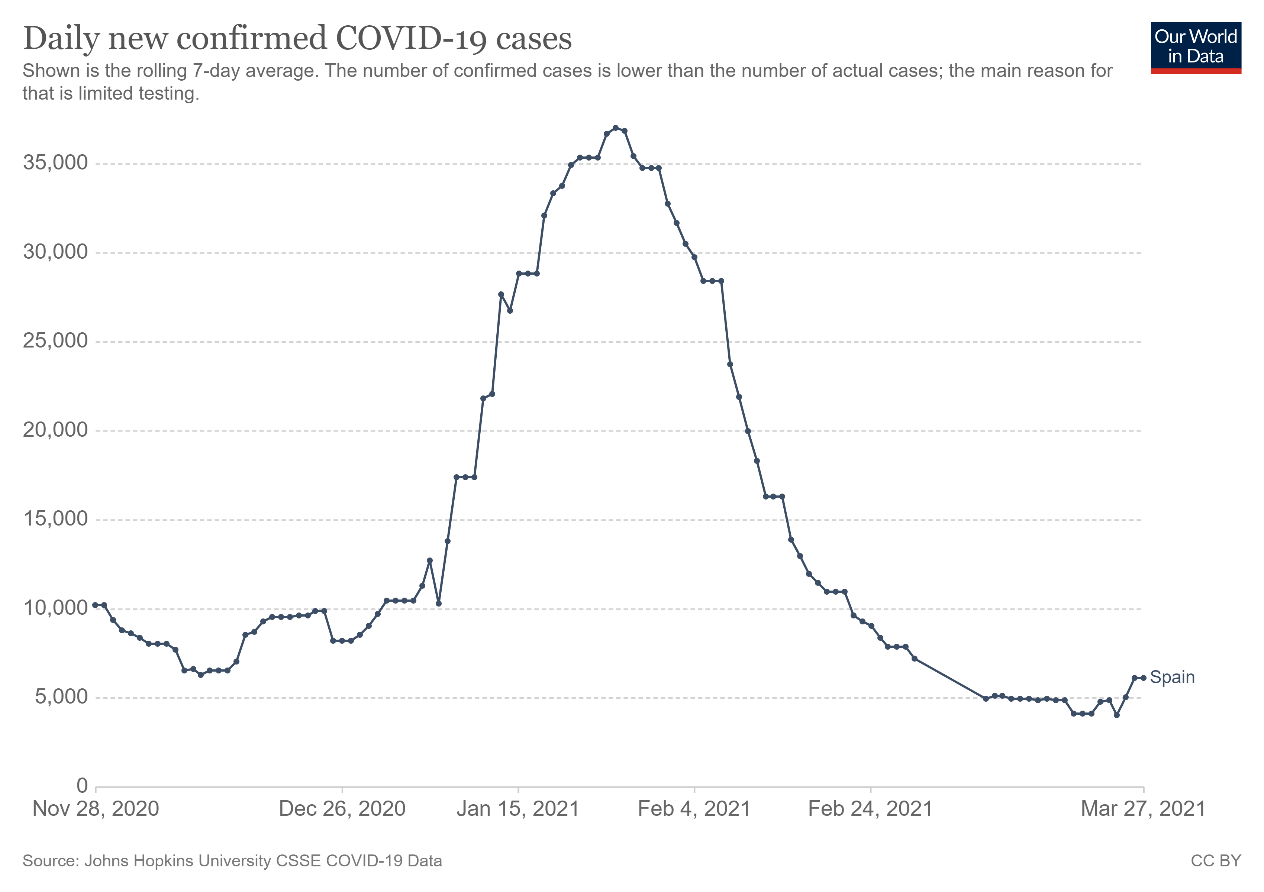 Daily new confirmed COVID-19 cases
Our World
in Data
Shown is the rolling 7-day average. The number of confirmed cases is lower than the number of actual cases; the main reason for
that is limited testing.
35,000
30,000
25,000
20,000
15,000
10,000
5,000
Spain
0
Nov 28, 2020
Dec 26, 2020
Jan 15, 2021
Feb 4, 2021
Feb 24, 2021
Mar 27, 2021
Source: Johns Hopkins University CSSE COVID-19 Data
CC BY